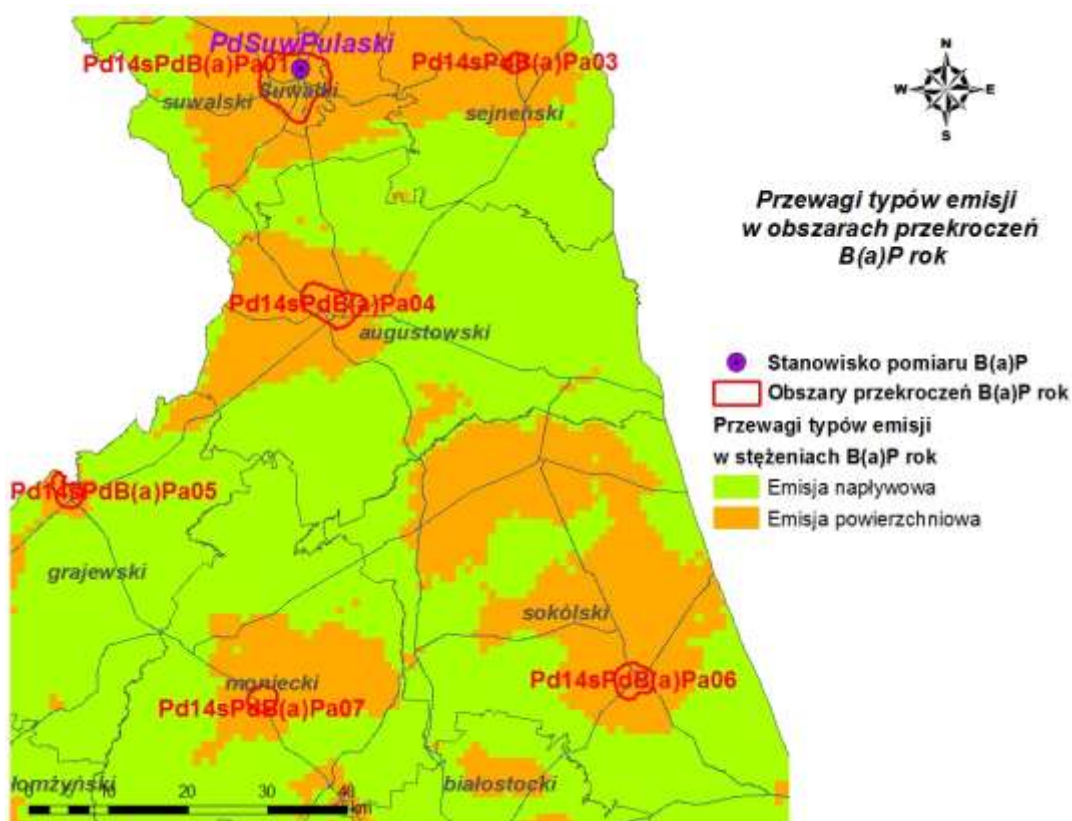 PdSuwPulaski
Pd14sPdB(a)Pa01
Pd14sPdB(a)Pa03
Suwałki
suwalski
sejneński
Pd14sPdB(a)Pa04
augustowski
Pd14sPdB(a)Pa05
grajewski
sokólski
moniecki
Pd14sPdB(a)Pa06
Pd14sPdB(a)Pa07
łomżyński
białostocki
0 10 20 30 40
km
N
W E
S
Przewagi typów emisji
w obszarach przekroczeń
B(a)P rok
Stanowisko pomiaru B(a)P
Obszary przekroczeń B(a)P rok
Przewagi typów emisji
w stężeniach B(a)P rok
Emisja napływowa
Emisja powierzchniowa